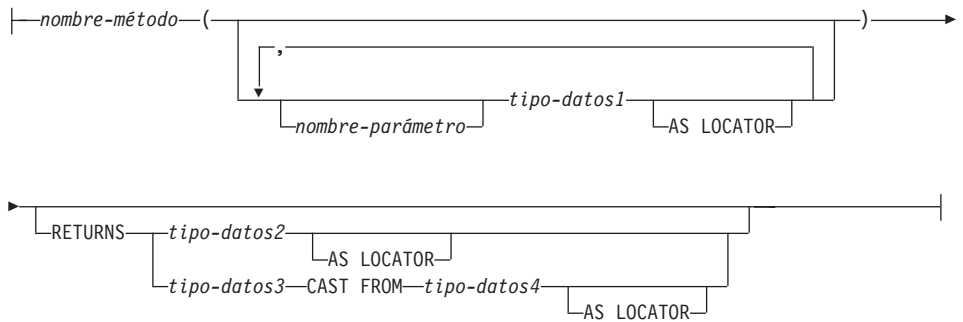 nombre-método ( )
,
tipo-datos1
nombre-parámetro AS LOCATOR
RETURNS tipo-datos2
AS LOCATOR
tipo-datos3 CAST FROM tipo-datos4
AS LOCATOR